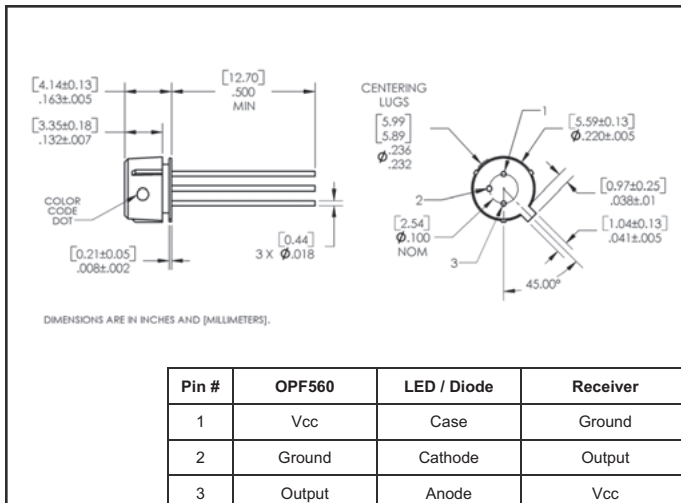 [4.14±0.13]
.163±.005
[12.70]
.500
MIN
[3.35±0.18]
.132±.007
COLOR
CODE
DOT
[0.21±0.05]
.008±.002
[0.44]
3 X Ø.018
CENTERING
LUGS
[5.99]
[5.89]
Ø.236
.232
1
[5.59±0.13]
Ø.220±.005
2
[0.97±0.25]
.038±.01
[2.54]
Ø.100
NOM
3
[1.04±0.13]
.041±.005
45.00°
DIMENSIONS ARE IN INCHES AND [MILLIMETERS].
Pin # OPF560 LED / Diode Receiver
1 Vcc Case Ground
2 Ground Cathode Output
3 Output Anode Vcc